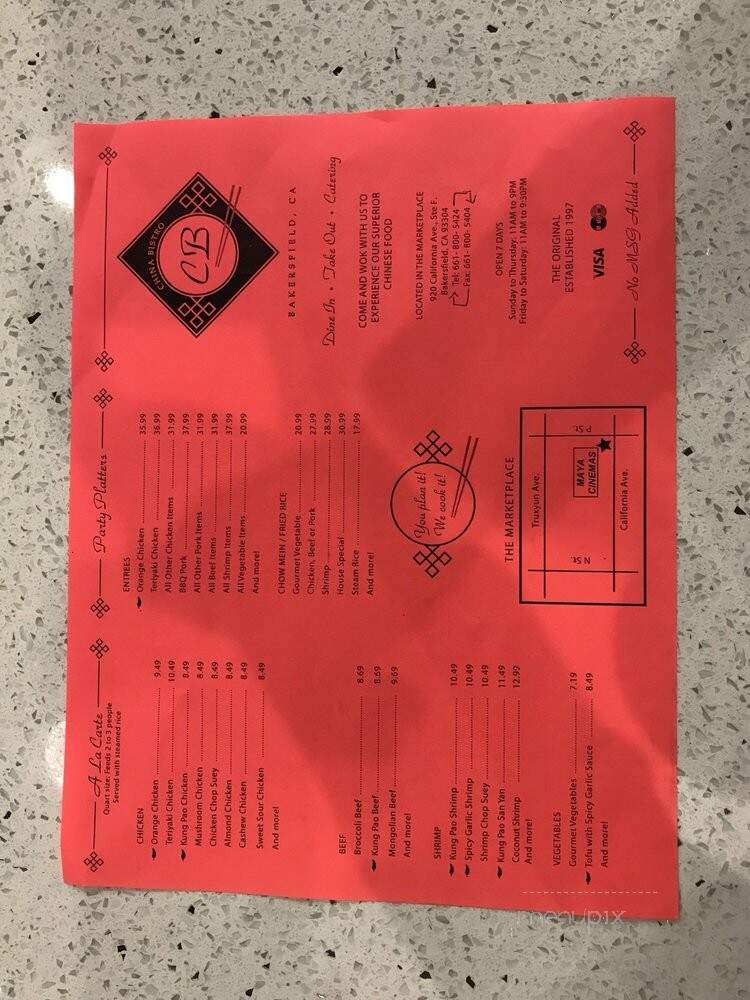 A La Carte
Quart size: Feeds 2 to 3 people
Served with steamed rice
CHICKEN
Orange Chicken 9.49
Teriyaki Chicken 10.49
Kung Pao Chicken 8.49
Mushroom Chicken 8.49
Chicken Chop Suey 8.49
Almond Chicken 8.49
Cashew Chicken 8.49
Sweet Sour Chicken 8.49
And more!
BEEF
Broccoli Beef 8.69
Kung Pao Beef 8.69
Mongolian Beef 9.69
And more!
SHRIMP
Kung Pao Shrimp 10.49
Spicy Garlic Shrimp 10.49
Shrimp Chop Suey 10.49
Kung Pao San Yan 11.49
Coconut Shrimp 12.99
And more!
VEGETABLES
Gourmet Vegetables 7.19
Tofu with Spicy Garlic Sauce 8.49
And more!
Party Platters
ENTREES
Orange Chicken 35.99
Teriyaki Chicken 36.99
All Other Chicken Items 31.99
BBQ Pork 37.99
All Other Pork Items 31.99
All Beef Items 31.99
All Shrimp Items 37.99
All Vegetable Items 20.99
And more!
CHOW MEIN / FRIED RICE
Gourmet Vegetable 20.99
Chicken, Beef or Pork 27.99
Shrimp 28.99
House Special 30.99
Steam Rice 17.99
And more!
You plan it!
We cook it!
THE MARKETPLACE
Truxyun Ave.
N St.
MAYA
CINEMAS
P St.
California Ave.
CHINA BISTRO
CB
BAKERSFIELD, CA
Dine In • Take Out • Catering
COME AND WOK WITH US TO
EXPERIENCE OUR SUPERIOR
CHINESE FOOD
LOCATED IN THE MARKETPLACE
920 California Ave., Ste F.
Bakersfield, CA 93304
Tel: 661- 800- 5424
Fax: 661- 800- 5404
OPEN 7 DAYS
Sunday to Thursday: 11AM to 9PM
Friday to Saturday: 11AM to 9:30PM
THE ORIGINAL
ESTABLISHED 1997
VISA
No MSG Added
menupix